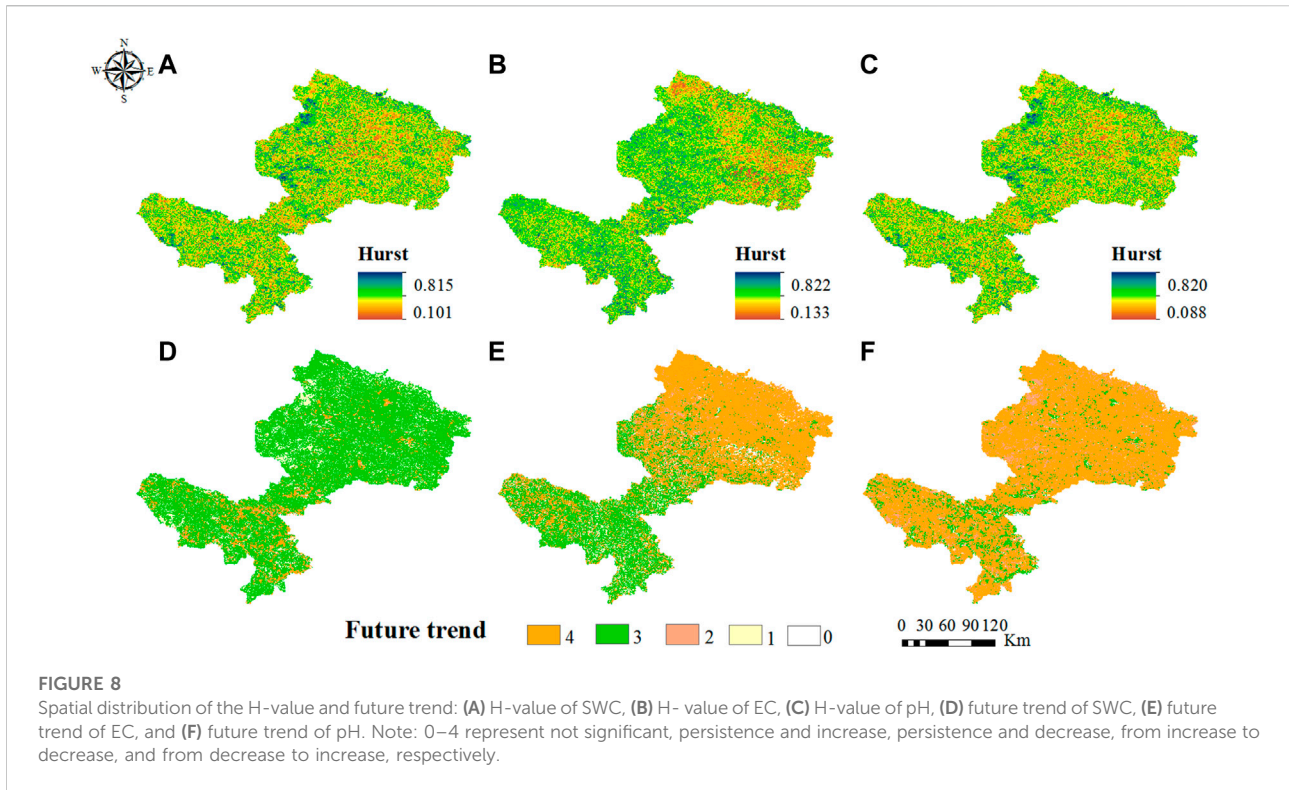 N
W E
S
A
B
C
Hurst
0.815
0.101
Hurst
0.822
0.133
Hurst
0.820
0.088
D
E
F
Future trend 4 3 2 1 0
0 30 60 90 120
Km
FIGURE 8
Spatial distribution of the H-value and future trend: (A) H-value of SWC, (B) H- value of EC, (C) H-value of pH, (D) future trend of SWC, (E) future
trend of EC, and (F) future trend of pH. Note: 0–4 represent not significant, persistence and increase, persistence and decrease, from increase to
decrease, and from decrease to increase, respectively.